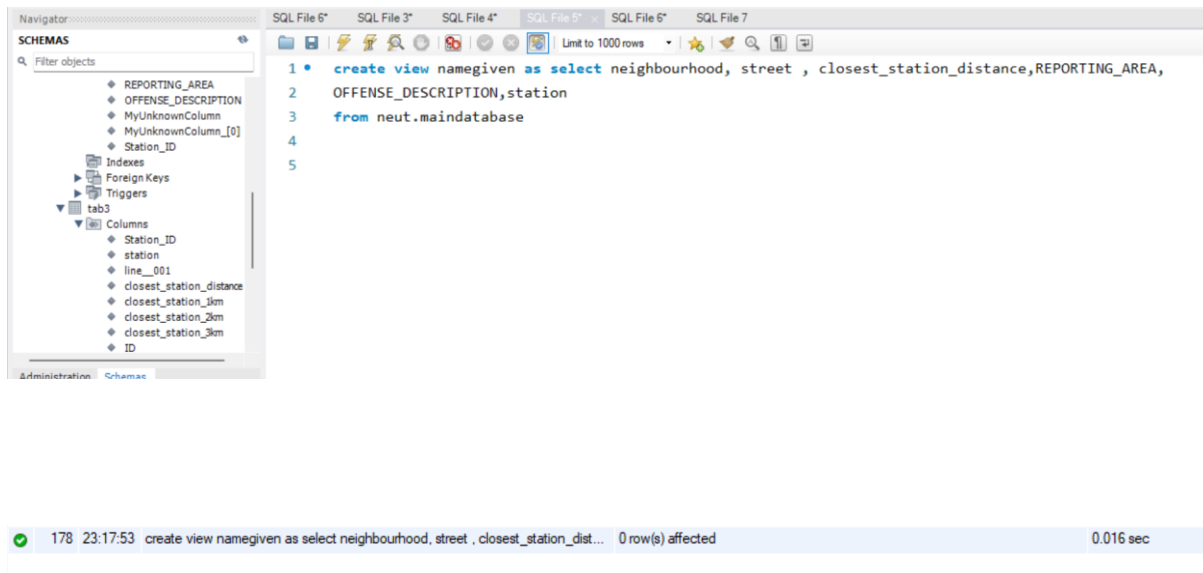 Navigator
SCHEMAS
Filter objects
REPORTING_AREA
OFFENSE_DESCRIPTION
MyUnknownColumn
MyUnknownColumn_[0]
Station_ID
Indexes
Foreign Keys
Triggers
tab3
Columns
Station_ID
station
line__001
closest_station_distance
closest_station_1km
closest_station_2km
closest_station_3km
ID
Administration Schemas
SQL File 6* SQL File 3* SQL File 4* SQL File 5* SQL File 6* SQL File 7
Limit to 1000 rows
1 create view namegiven as select neighbourhood, street , closest_station_distance,REPORTING_AREA,
2 OFFENSE_DESCRIPTION,station
3 from neut.maindatabase
4
5
178 23:17:53 create view namegiven as select neighbourhood, street , closest_station_dist... 0 row(s) affected 0.016 sec